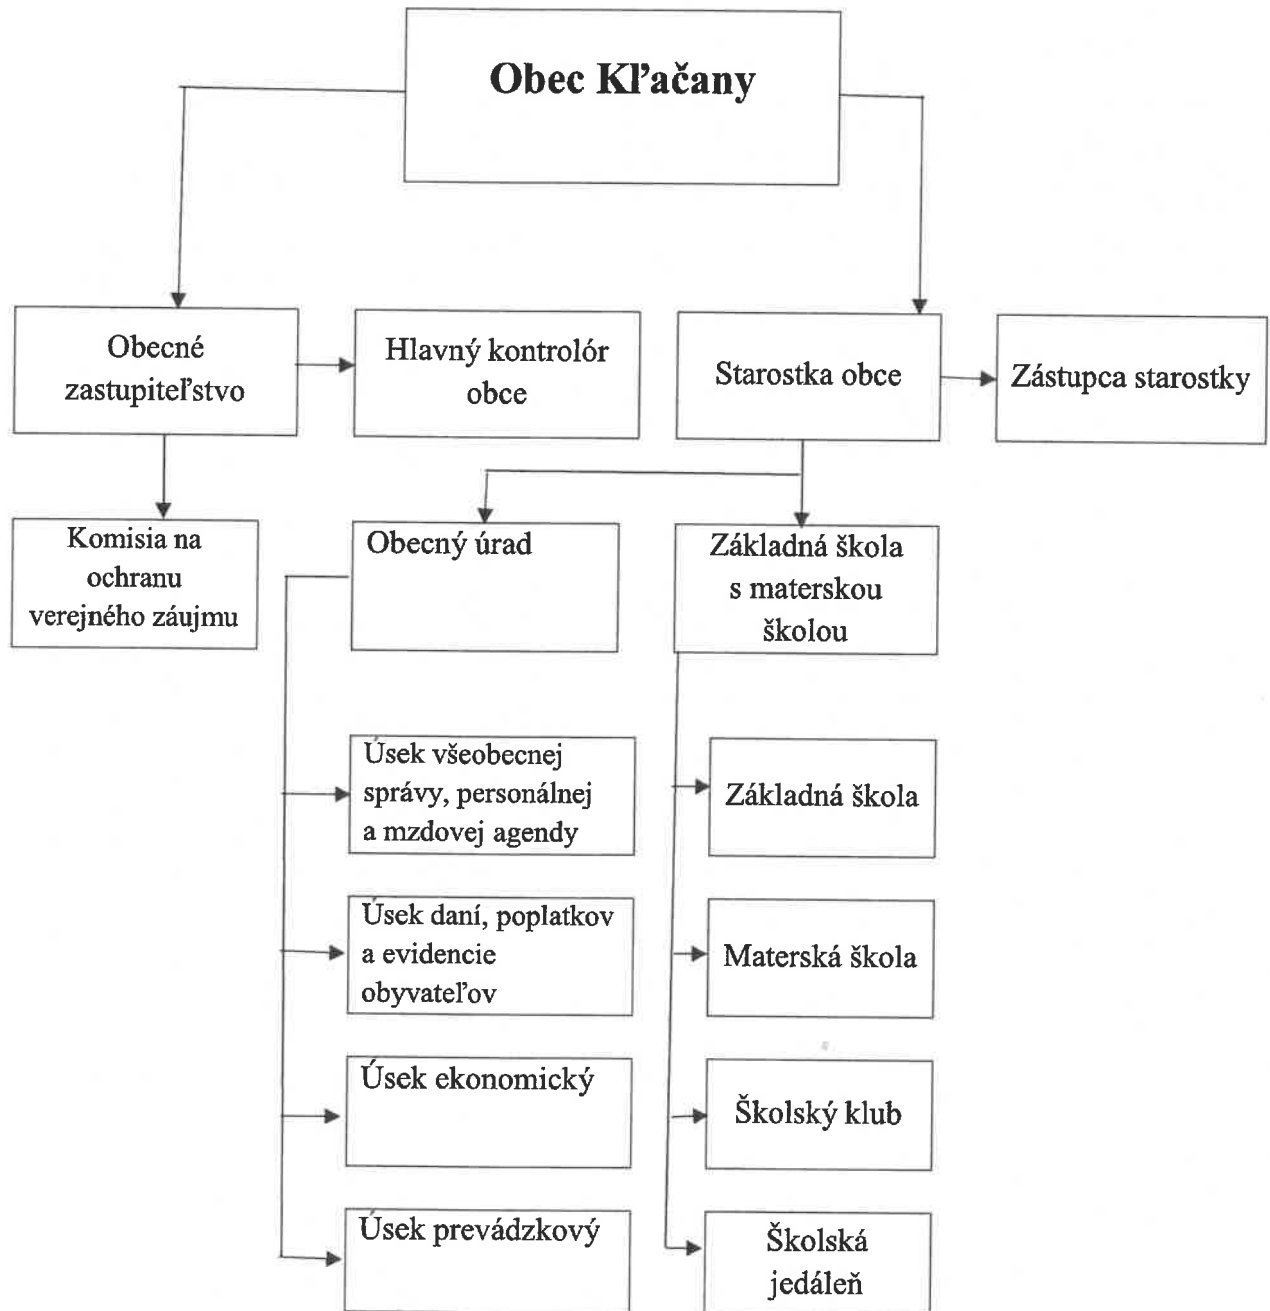 Obec Kľačany
Obecné
zastupiteľstvo
Hlavný kontrolór
obce
Starostka obce
Zástupca starostky
Komisia na
ochranu
verejného záujmu
Obecný úrad
Základná škola
s materskou
školou
Úsek všeobecnej
správy, personálnej
a mzdovej agendy
Základná škola
Úsek daní, poplatkov
a evidencie
obyvateľov
Materská škola
Úsek ekonomický
Školský klub
Úsek prevádzkový
Školská
jedáleň